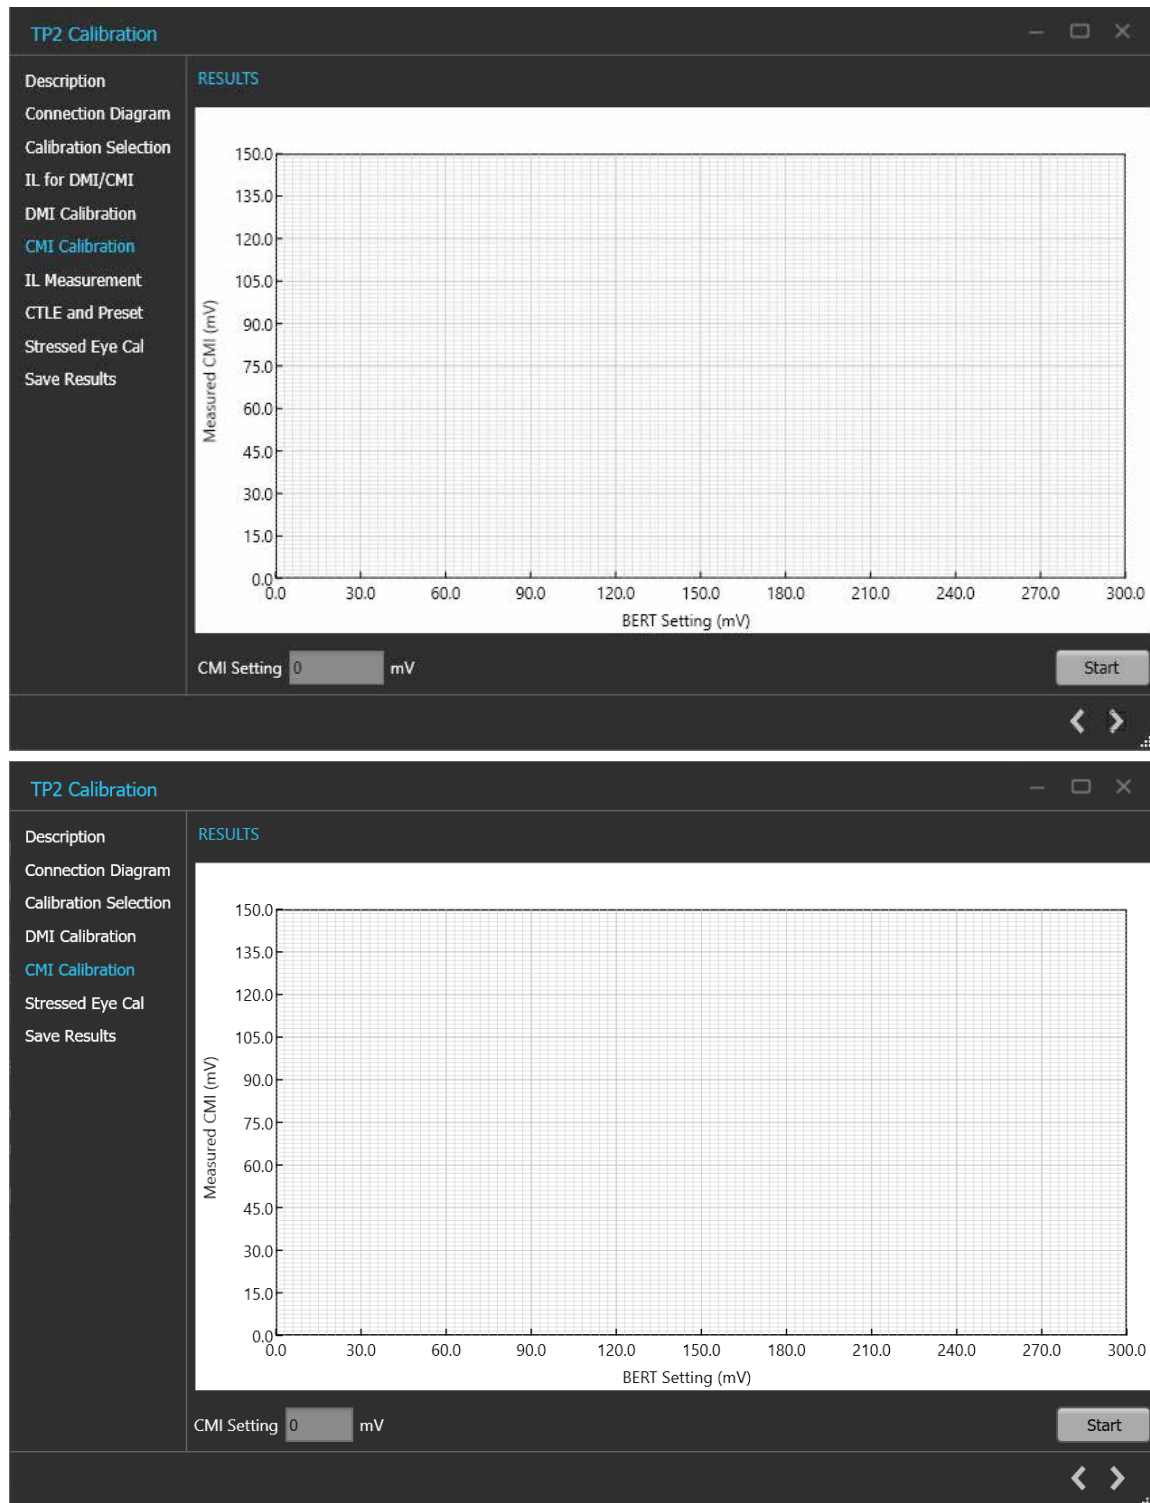 TP2 Calibration
Description
Connection Diagram
Calibration Selection
IL for DMI/CMI
DMI Calibration
CMI Calibration
IL Measurement
CTLE and Preset
Stressed Eye Cal
Save Results
RESULTS
Measured CMI (mV)
150.0
135.0
120.0
105.0
90.0
75.0
60.0
45.0
30.0
15.0
0.0
0.0 30.0 60.0 90.0 120.0 150.0 180.0 210.0 240.0 270.0 300.0
BERT Setting (mV)
CMI Setting 0 mV
Start
TP2 Calibration
Description
Connection Diagram
Calibration Selection
DMI Calibration
CMI Calibration
Stressed Eye Cal
Save Results
RESULTS
Measured CMI (mV)
150.0
135.0
120.0
105.0
90.0
75.0
60.0
45.0
30.0
15.0
0.0
0.0 30.0 60.0 90.0 120.0 150.0 180.0 210.0 240.0 270.0 300.0
BERT Setting (mV)
CMI Setting 0 mV
Start